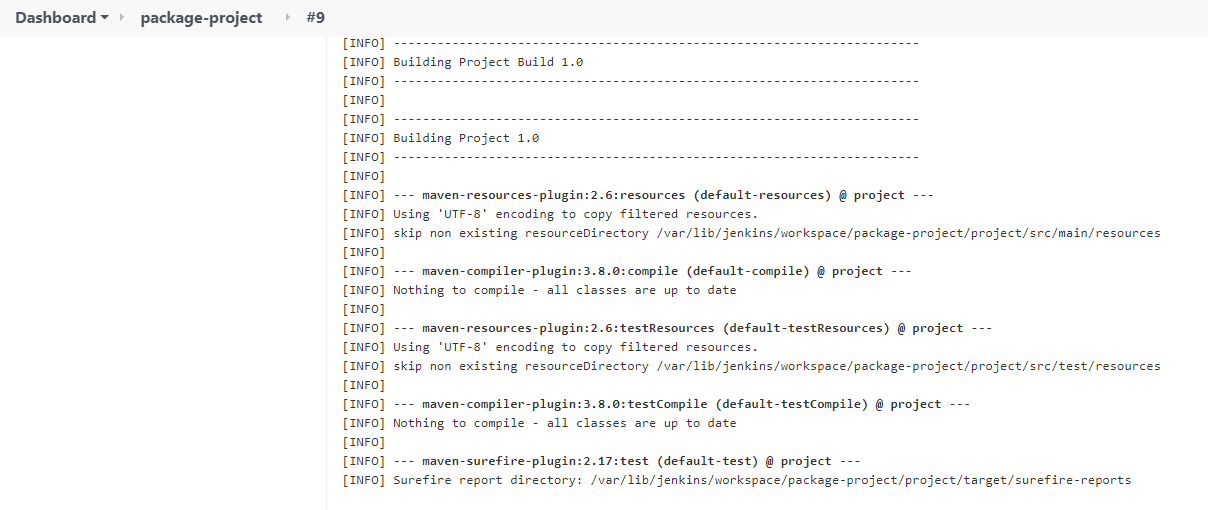 Dashboard package-project #9
[INFO] ------------------------------------------------------------------------
[INFO] Building Project Build 1.0
[INFO] ------------------------------------------------------------------------
[INFO]
[INFO] ------------------------------------------------------------------------
[INFO] Building Project 1.0
[INFO] ------------------------------------------------------------------------
[INFO]
[INFO] --- maven-resources-plugin:2.6:resources (default-resources) @ project ---
[INFO] Using 'UTF-8' encoding to copy filtered resources.
[INFO] skip non existing resourceDirectory /var/lib/jenkins/workspace/package-project/project/src/main/resources
[INFO]
[INFO] --- maven-compiler-plugin:3.8.0:compile (default-compile) @ project ---
[INFO] Nothing to compile - all classes are up to date
[INFO]
[INFO] --- maven-resources-plugin:2.6:testResources (default-testResources) @ project ---
[INFO] Using 'UTF-8' encoding to copy filtered resources.
[INFO] skip non existing resourceDirectory /var/lib/jenkins/workspace/package-project/project/src/test/resources
[INFO]
[INFO] --- maven-compiler-plugin:3.8.0:testCompile (default-testCompile) @ project ---
[INFO] Nothing to compile - all classes are up to date
[INFO]
[INFO] --- maven-surefire-plugin:2.17:test (default-test) @ project ---
[INFO] Surefire report directory: /var/lib/jenkins/workspace/package-project/project/target/surefire-reports